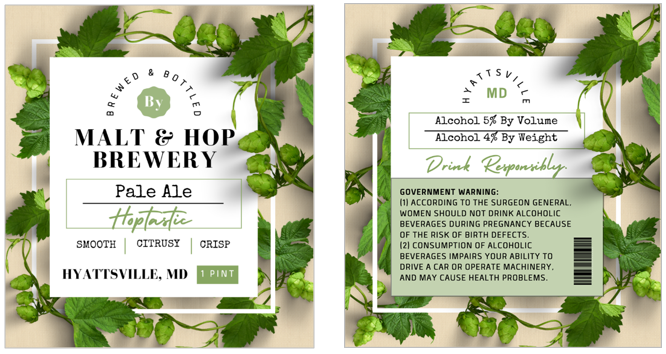 BREWED & BOTTLED
By
MALT & HOP
BREWERY
Pale Ale
Hoptastic
SMOOTH CITRUSY CRISP
HYATTSVILLE, MD 1 PINT
HYATTSVILLE
MD
Alcohol 5% By Volume
Alcohol 4% By Weight
Drink Responsibly.
GOVERNMENT WARNING:
(1) ACCORDING TO THE SURGEON GENERAL,
WOMEN SHOULD NOT DRINK ALCOHOLIC
BEVERAGES DURING PREGNANCY BECAUSE
OF THE RISK OF BIRTH DEFECTS.
(2) CONSUMPTION OF ALCOHOLIC
BEVERAGES IMPAIRS YOUR ABILITY TO
DRIVE A CAR OR OPERATE MACHINERY,
AND MAY CAUSE HEALTH PROBLEMS.